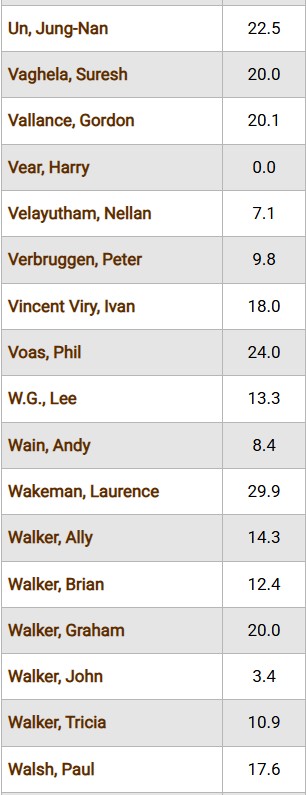 Un, Jung-Nan 22.5
Vaghela, Suresh 20.0
Vallance, Gordon 20.1
Vear, Harry 0.0
Velayutham, Nellan 7.1
Verbruggen, Peter 9.8
Vincent Viry, Ivan 18.0
Voas, Phil 24.0
W.G., Lee 13.3
Wain, Andy 8.4
Wakeman, Laurence 29.9
Walker, Ally 14.3
Walker, Brian 12.4
Walker, Graham 20.0
Walker, John 3.4
Walker, Tricia 10.9
Walsh, Paul 17.6